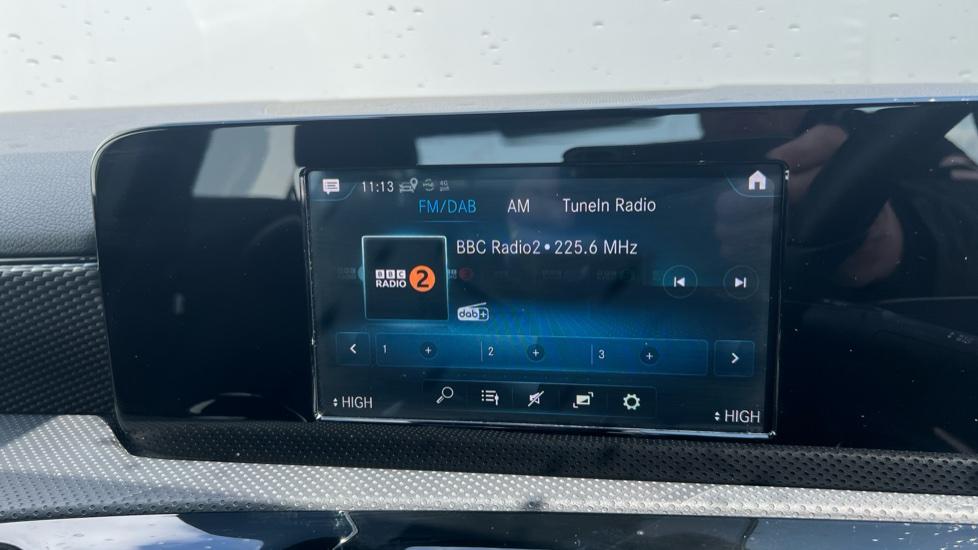 11:13 4G
FM/DAB AM TuneIn Radio
BBC Radio2 • 225.6 MHz
BBC
RADIO 2
dab+
1 + 2 + 3 +
HIGH HIGH